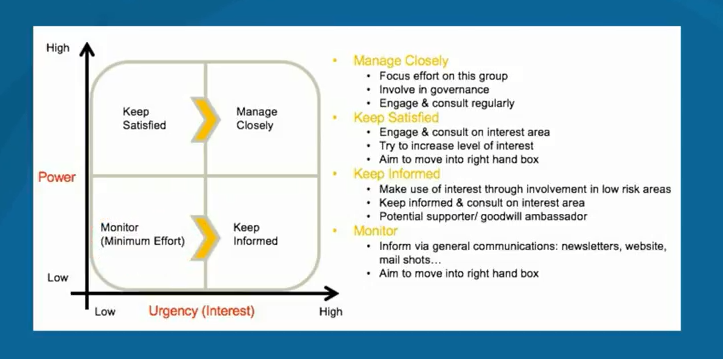 High
Keep
Satisfied
Manage
Closely
Power
Monitor
(Minimum Effort)
Keep
Informed
Low
Low
Urgency (Interest)
High
• Manage Closely
• Focus effort on this group
• Involve in governance
• Engage & consult regularly
• Keep Satisfied
• Engage & consult on interest area
• Try to increase level of interest
• Aim to move into right hand box
• Keep Informed
• Make use of interest through involvement in low risk areas
• Keep informed & consult on interest area
• Potential supporter/ goodwill ambassador
• Monitor
• Inform via general communications: newsletters, website,
mail shots…
• Aim to move into right hand box